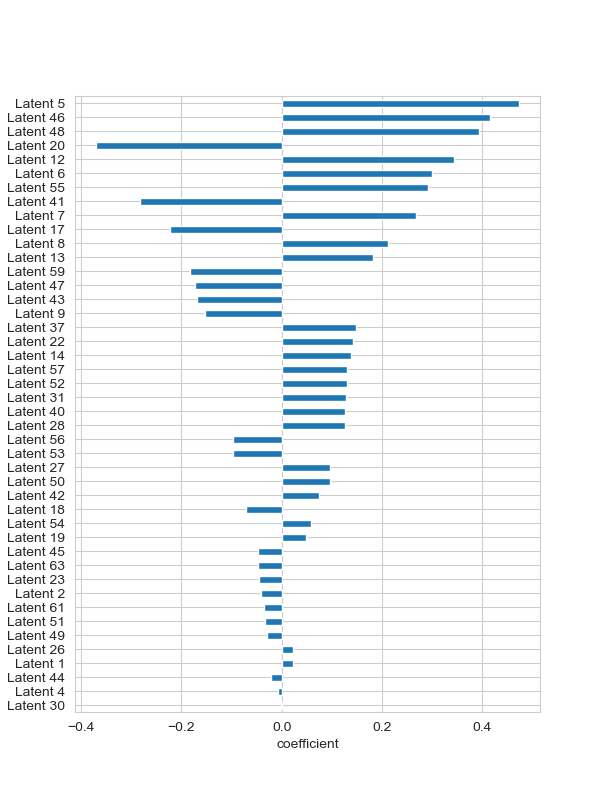 Latent 5
Latent 46
Latent 48
Latent 20
Latent 12
Latent 6
Latent 55
Latent 41
Latent 7
Latent 17
Latent 8
Latent 13
Latent 59
Latent 47
Latent 43
Latent 9
Latent 37
Latent 22
Latent 14
Latent 57
Latent 52
Latent 31
Latent 40
Latent 28
Latent 56
Latent 53
Latent 27
Latent 50
Latent 42
Latent 18
Latent 54
Latent 19
Latent 45
Latent 63
Latent 23
Latent 2
Latent 61
Latent 51
Latent 49
Latent 26
Latent 1
Latent 44
Latent 4
Latent 30
−0.4 −0.2 0.0 0.2 0.4
coefficient